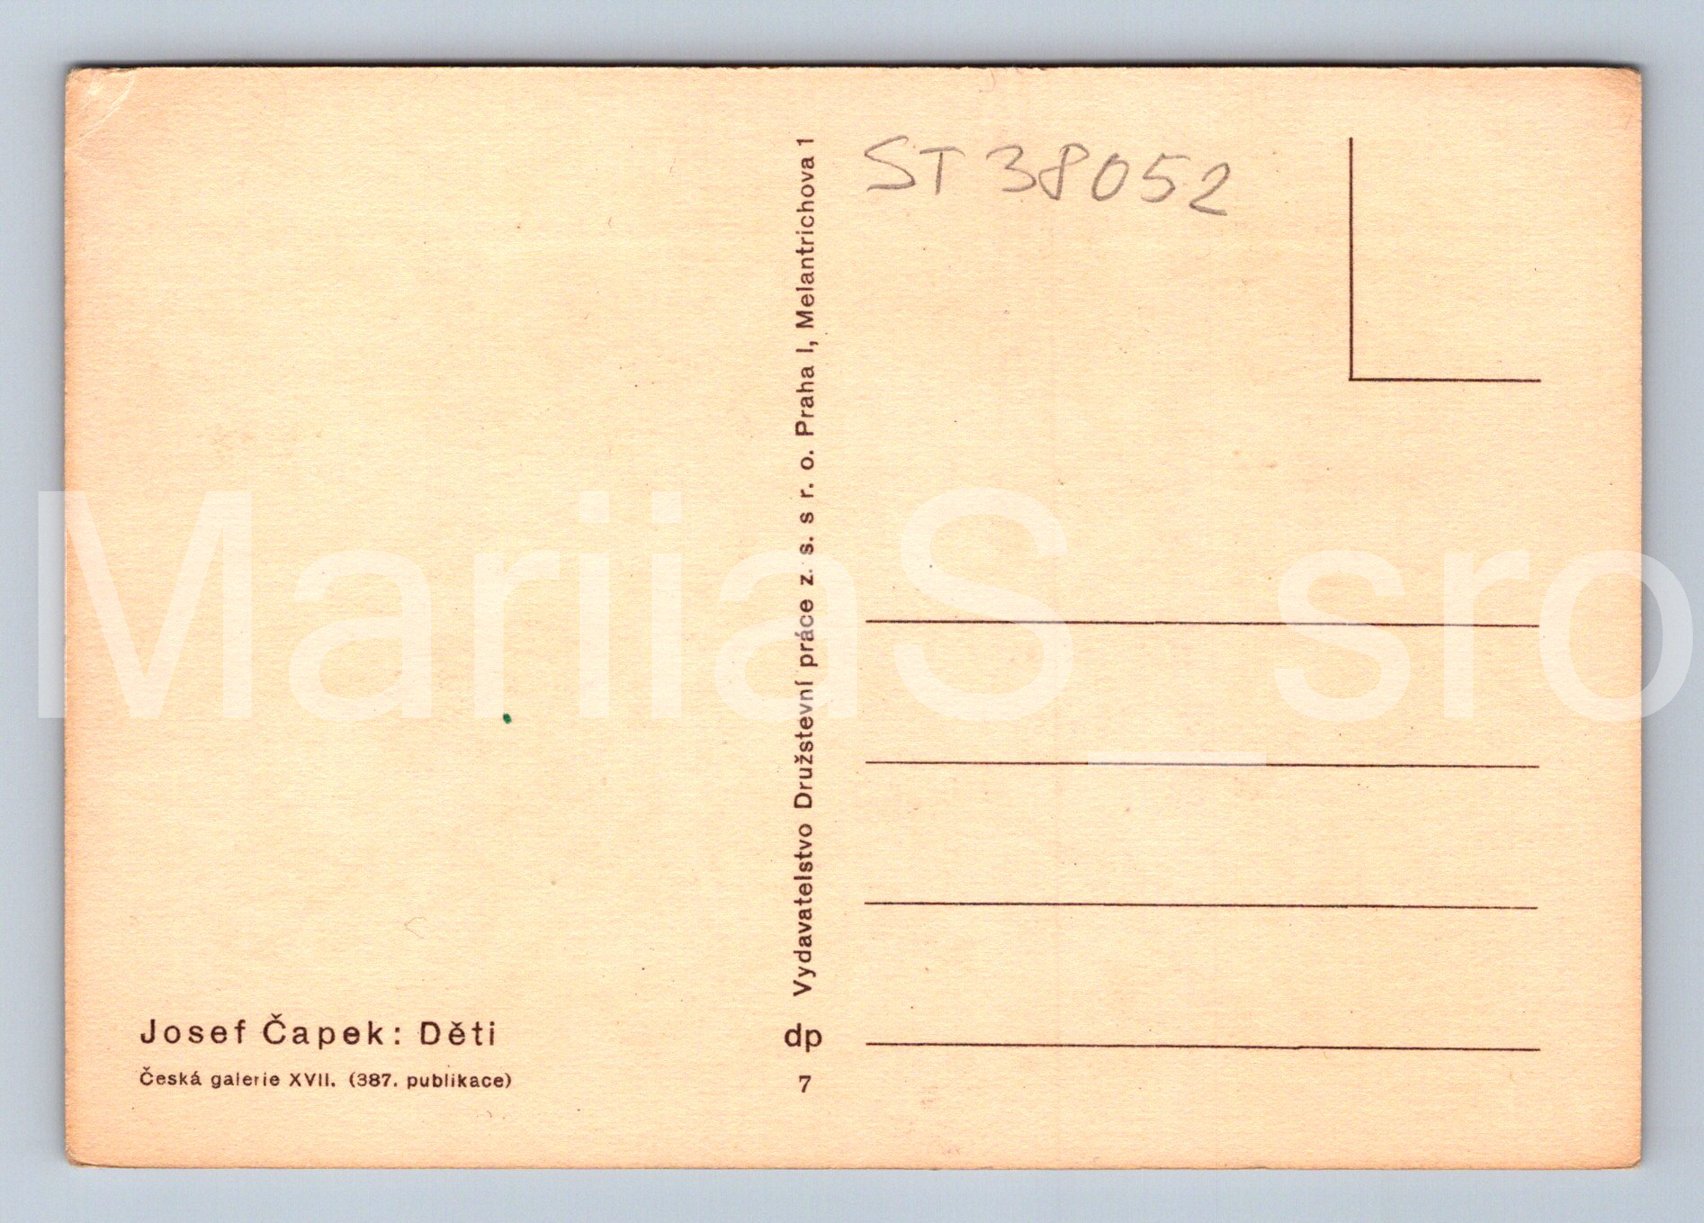 ST 38052
Vydavatelstvo Družstevní práce z. s. s r. o. Praha I, Melantrichova 1
MariiaS_sro
Josef Čapek: Děti
Česká galerie XVII. (387. publikace)
dp
7